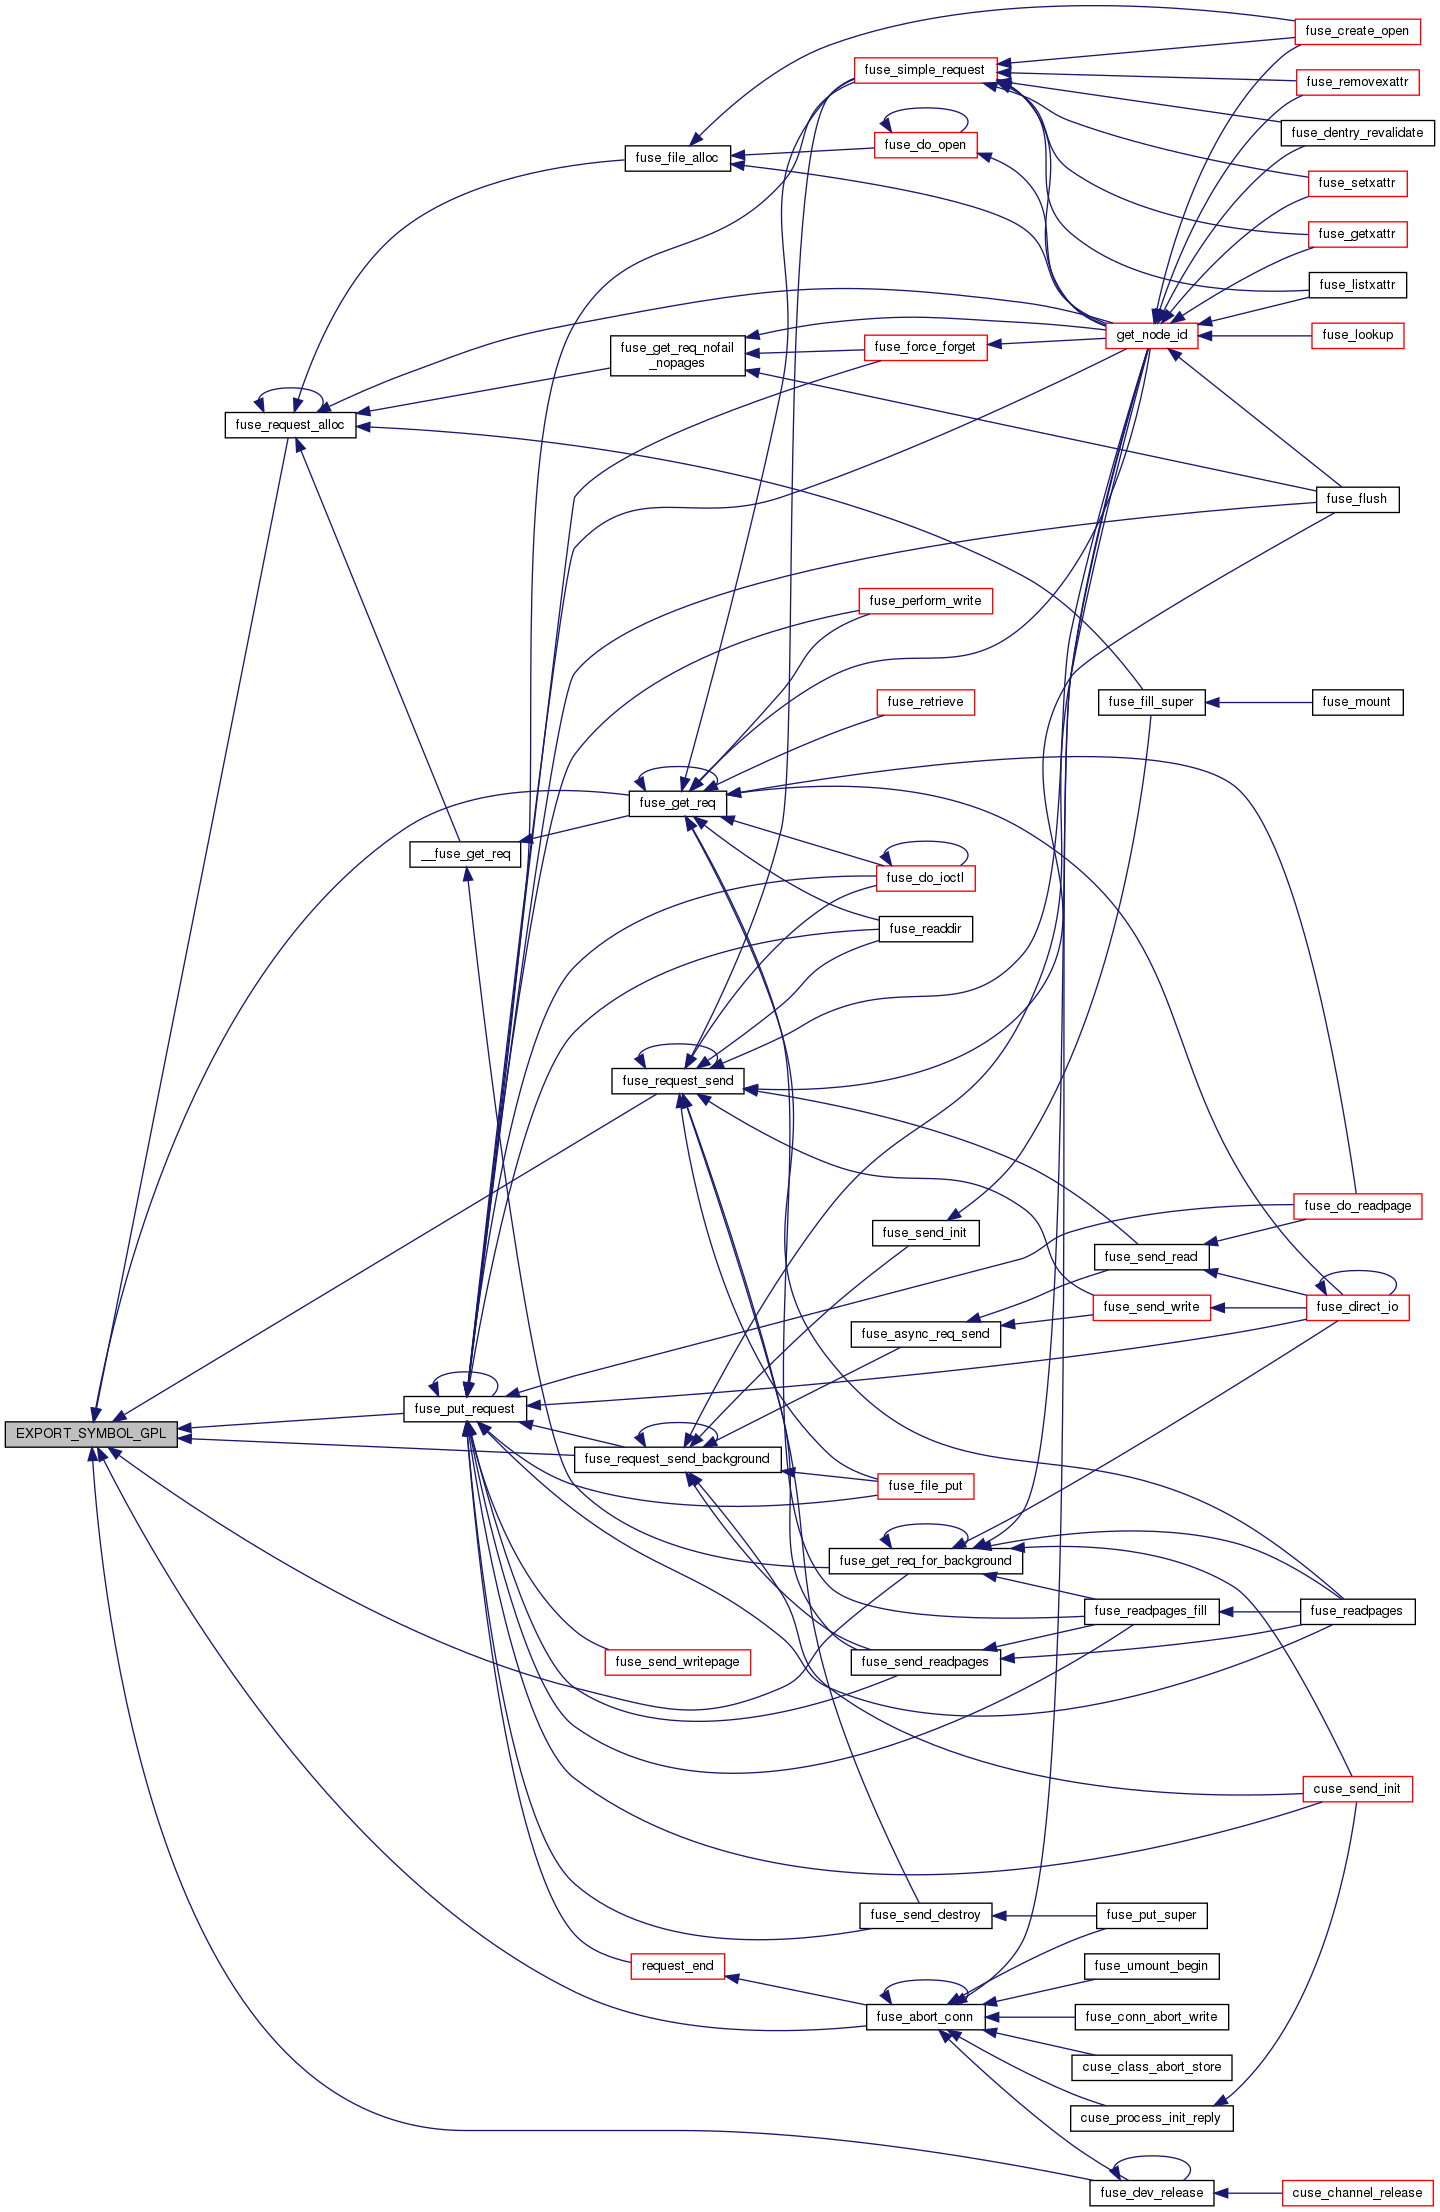 fuse_create_open
fuse_simple_request
fuse_removexattr
fuse_dentry_revalidate
fuse_do_open
fuse_file_alloc
fuse_setxattr
fuse_getxattr
fuse_listxattr
get_node_id
fuse_lookup
fuse_get_req_nofail
_nopages
fuse_force_forget
fuse_request_alloc
fuse_flush
fuse_perform_write
fuse_retrieve
fuse_fill_super
fuse_mount
fuse_get_req
__fuse_get_req
fuse_do_ioctl
fuse_readdir
fuse_request_send
fuse_do_readpage
fuse_send_init
fuse_send_read
fuse_send_write
fuse_direct_io
fuse_async_req_send
fuse_put_request
EXPORT_SYMBOL_GPL
fuse_request_send_background
fuse_file_put
fuse_get_req_for_background
fuse_readpages_fill
fuse_readpages
fuse_send_writepage
fuse_send_readpages
cuse_send_init
fuse_send_destroy
fuse_put_super
request_end
fuse_umount_begin
fuse_abort_conn
fuse_conn_abort_write
cuse_class_abort_store
cuse_process_init_reply
fuse_dev_release
cuse_channel_release